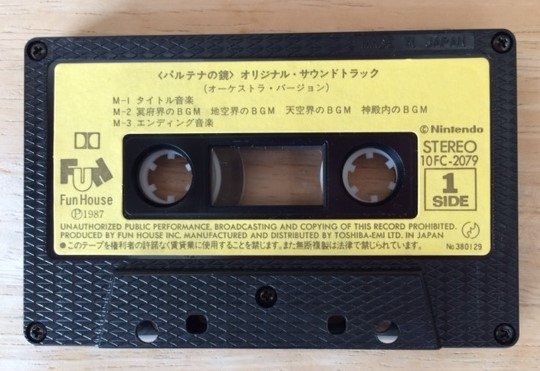 MADE IN JAPAN
〈パルテナの鏡〉オリジナル・サウンドトラック
(オーケストラ・バージョン)
M-1 タイトル音楽
M-2 冥府界のBGM 地空界のBGM 天空界のBGM 神殿内のBGM
M-3 エンディング音楽
©Nintendo
STEREO
10FC-2079
1
SIDE
FUN
Fun House
Ⓟ1987
UNAUTHORIZED PUBLIC PERFORMANCE, BROADCASTING AND COPYING OF THIS RECORD PROHIBITED.
PRODUCED BY FUN HOUSE INC. MANUFACTURED AND DISTRIBUTED BY TOSHIBA-EMI LTD. IN JAPAN
●このテープを権利者の許諾なく賃貸業に使用することを禁じます。また無断複製は法律で禁じられています。
No380129